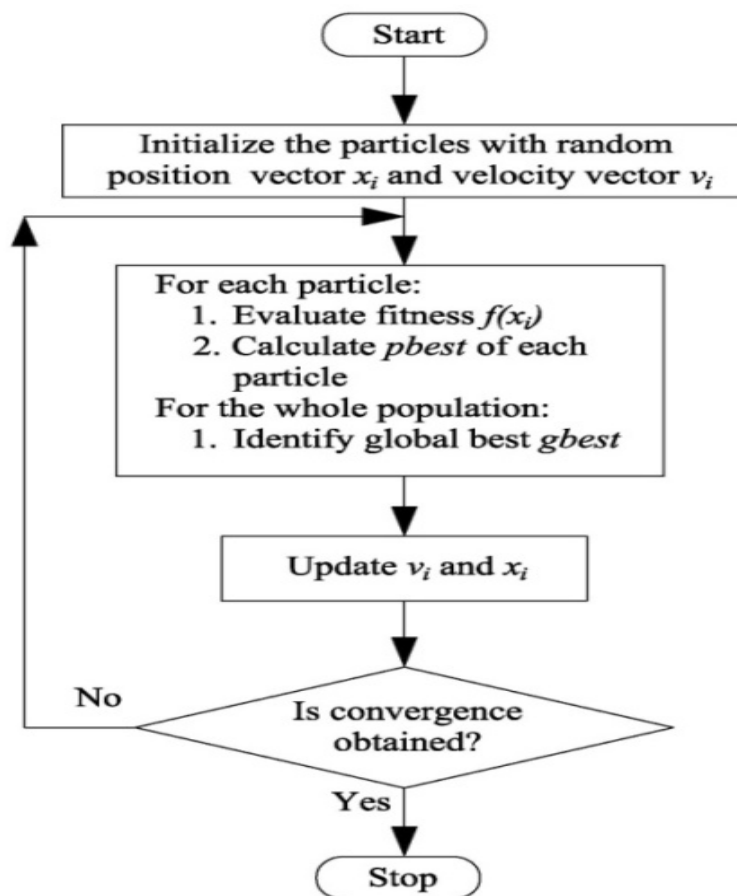 Start
Initialize the particles with random
position vector xᵢ and velocity vector vᵢ
For each particle:
1. Evaluate fitness f(xᵢ)
2. Calculate pbest of each
particle
For the whole population:
1. Identify global best gbest
Update vᵢ and xᵢ
No
Is convergence
obtained?
Yes
Stop